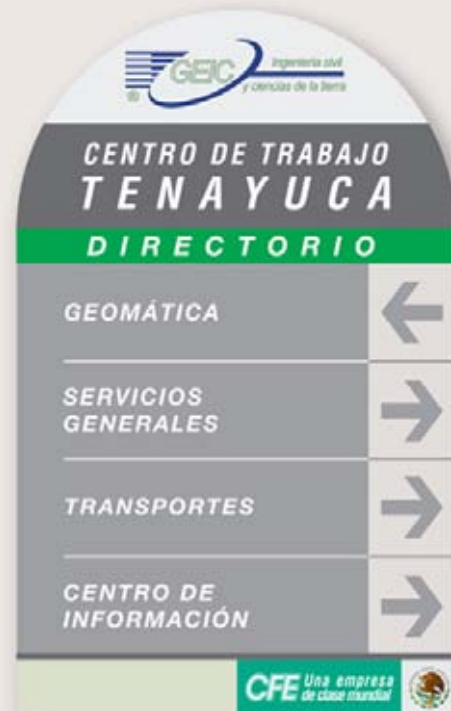 GEIC
Ingeniería civil
y ciencias de la tierra
®
CENTRO DE TRABAJO
TENAYUCA
DIRECTORIO
GEOMÁTICA
SERVICIOS
GENERALES
TRANSPORTES
CENTRO DE
INFORMACIÓN
CFE Una empresa
de clase mundial